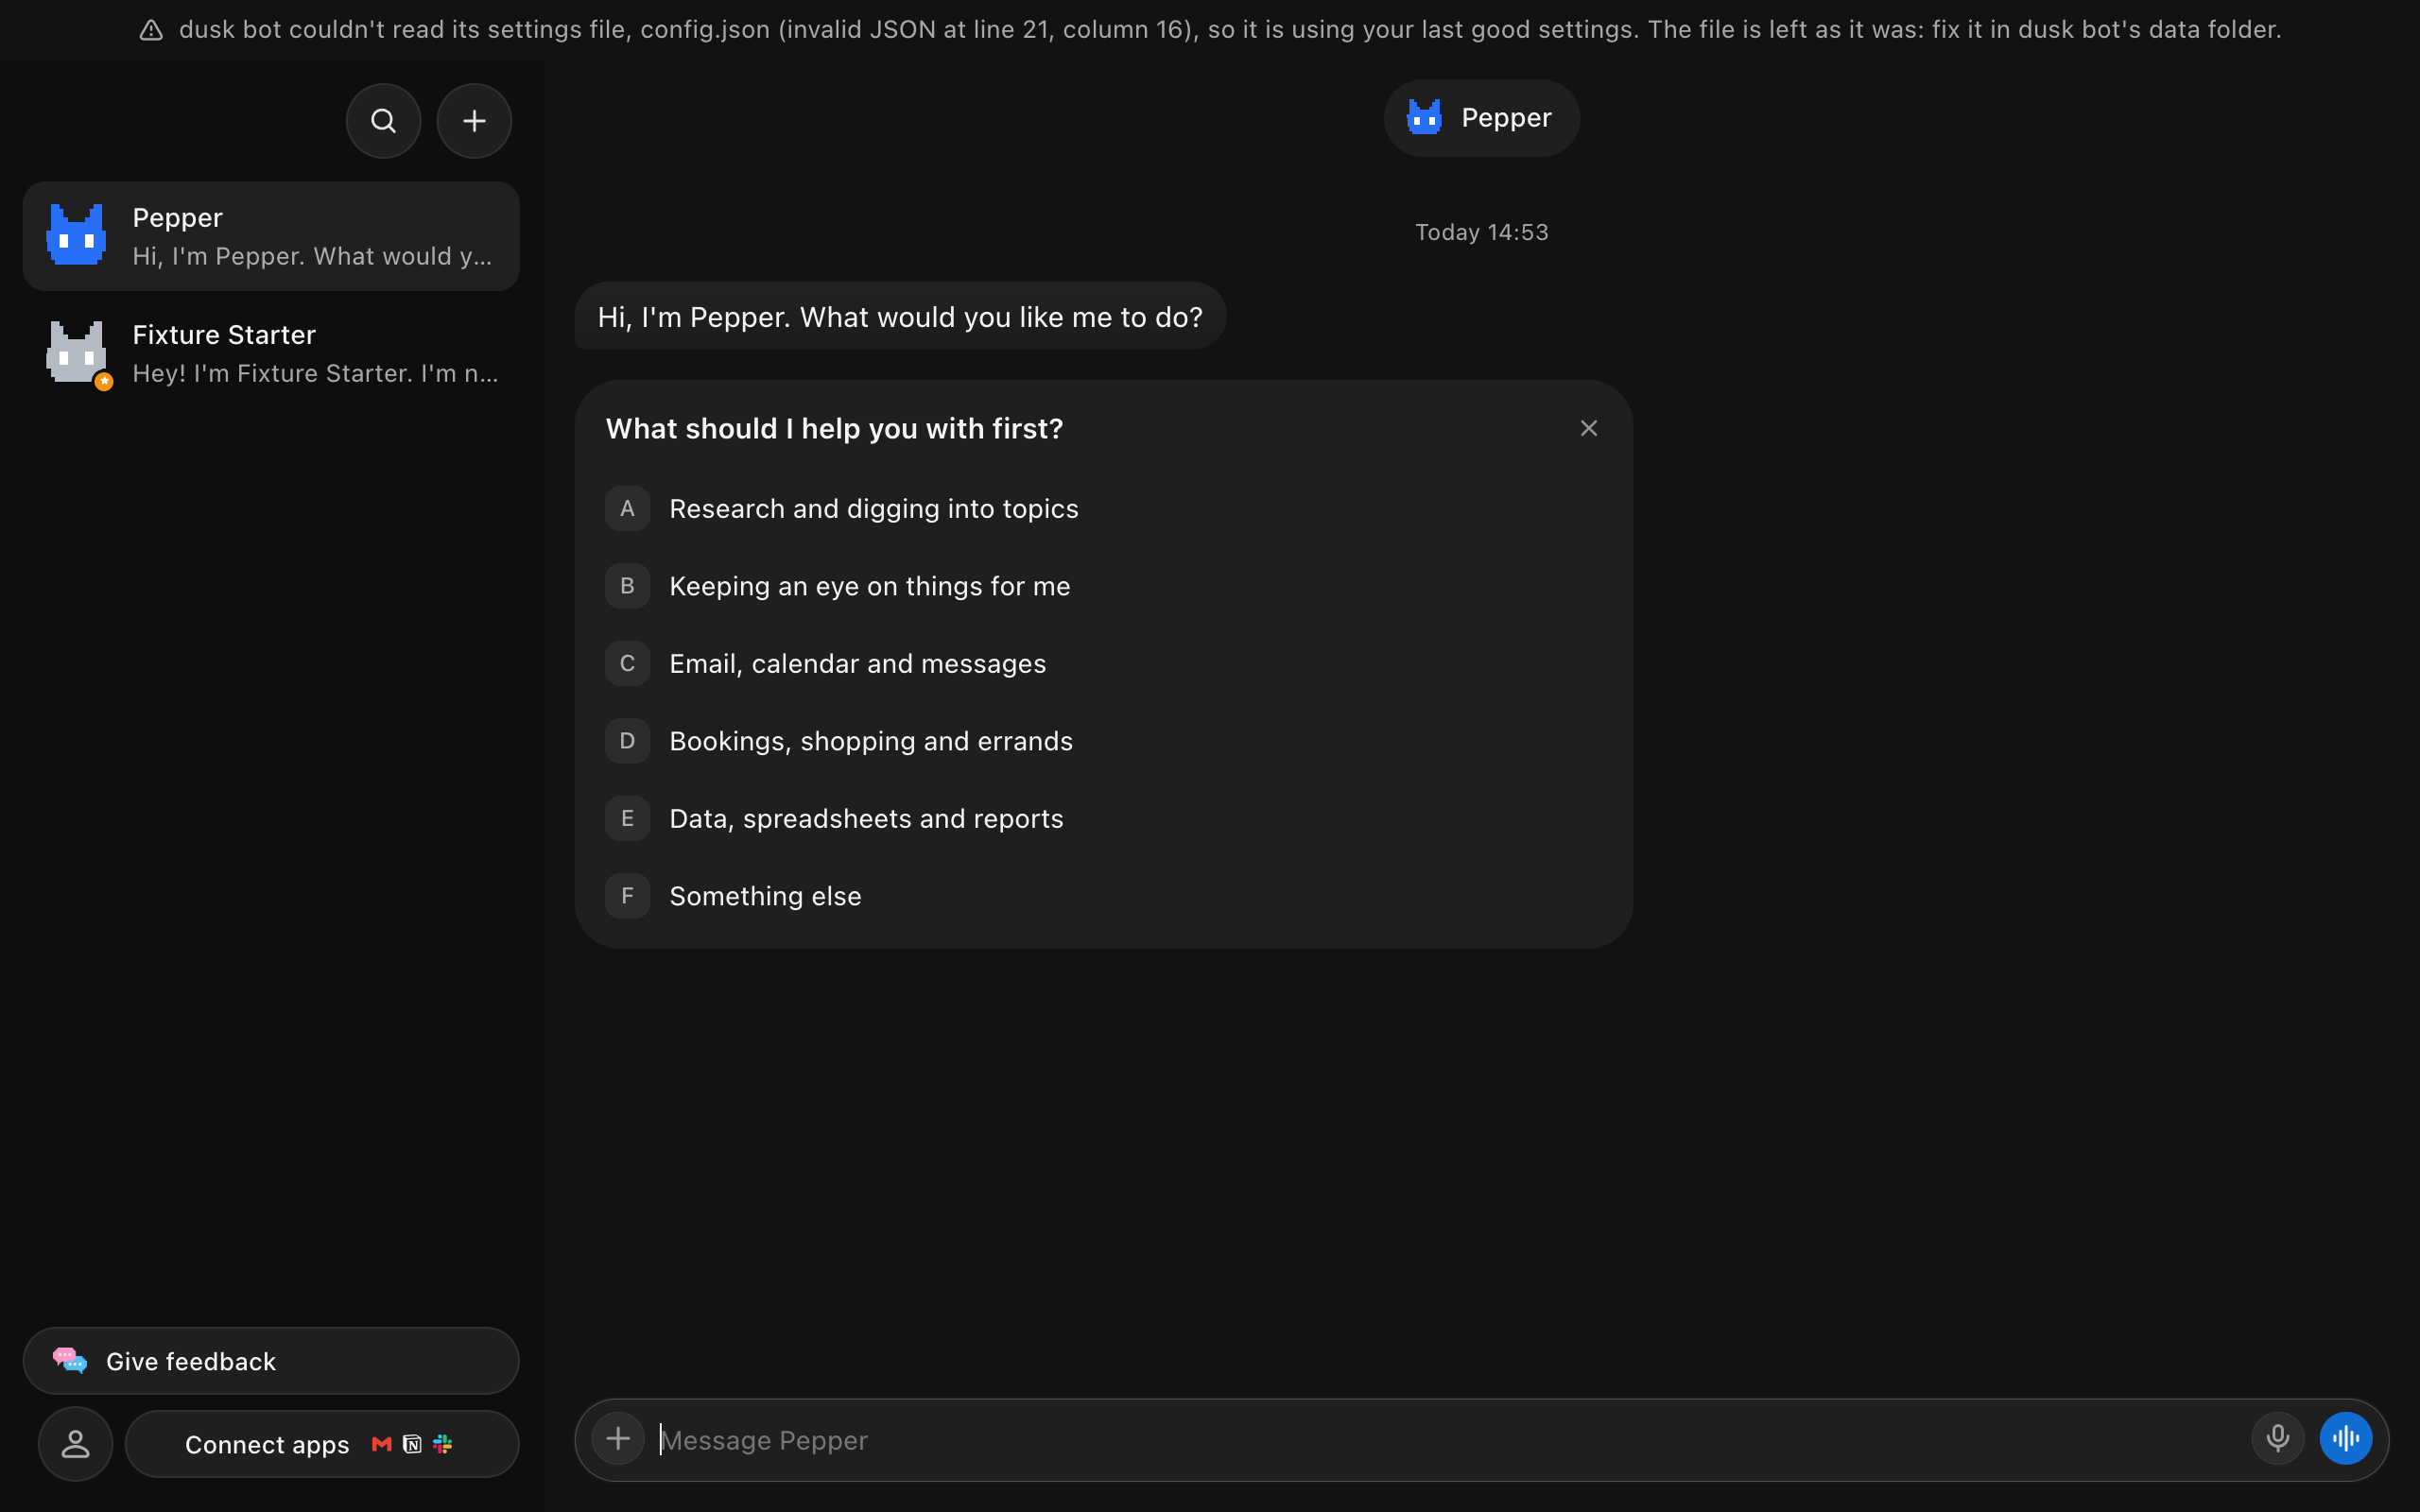 dusk bot couldn't read its settings file, config.json (invalid JSON at line 21, column 16), so it is using your last good settings. The file is left as it was: fix it in dusk bot's data folder.
Pepper
Hi, I'm Pepper. What would y...
Fixture Starter
Hey! I'm Fixture Starter. I'm n...
Give feedback
Connect apps
Pepper
Today 14:53
Hi, I'm Pepper. What would you like me to do?
What should I help you with first?
A Research and digging into topics
B Keeping an eye on things for me
C Email, calendar and messages
D Bookings, shopping and errands
E Data, spreadsheets and reports
F Something else
Message Pepper